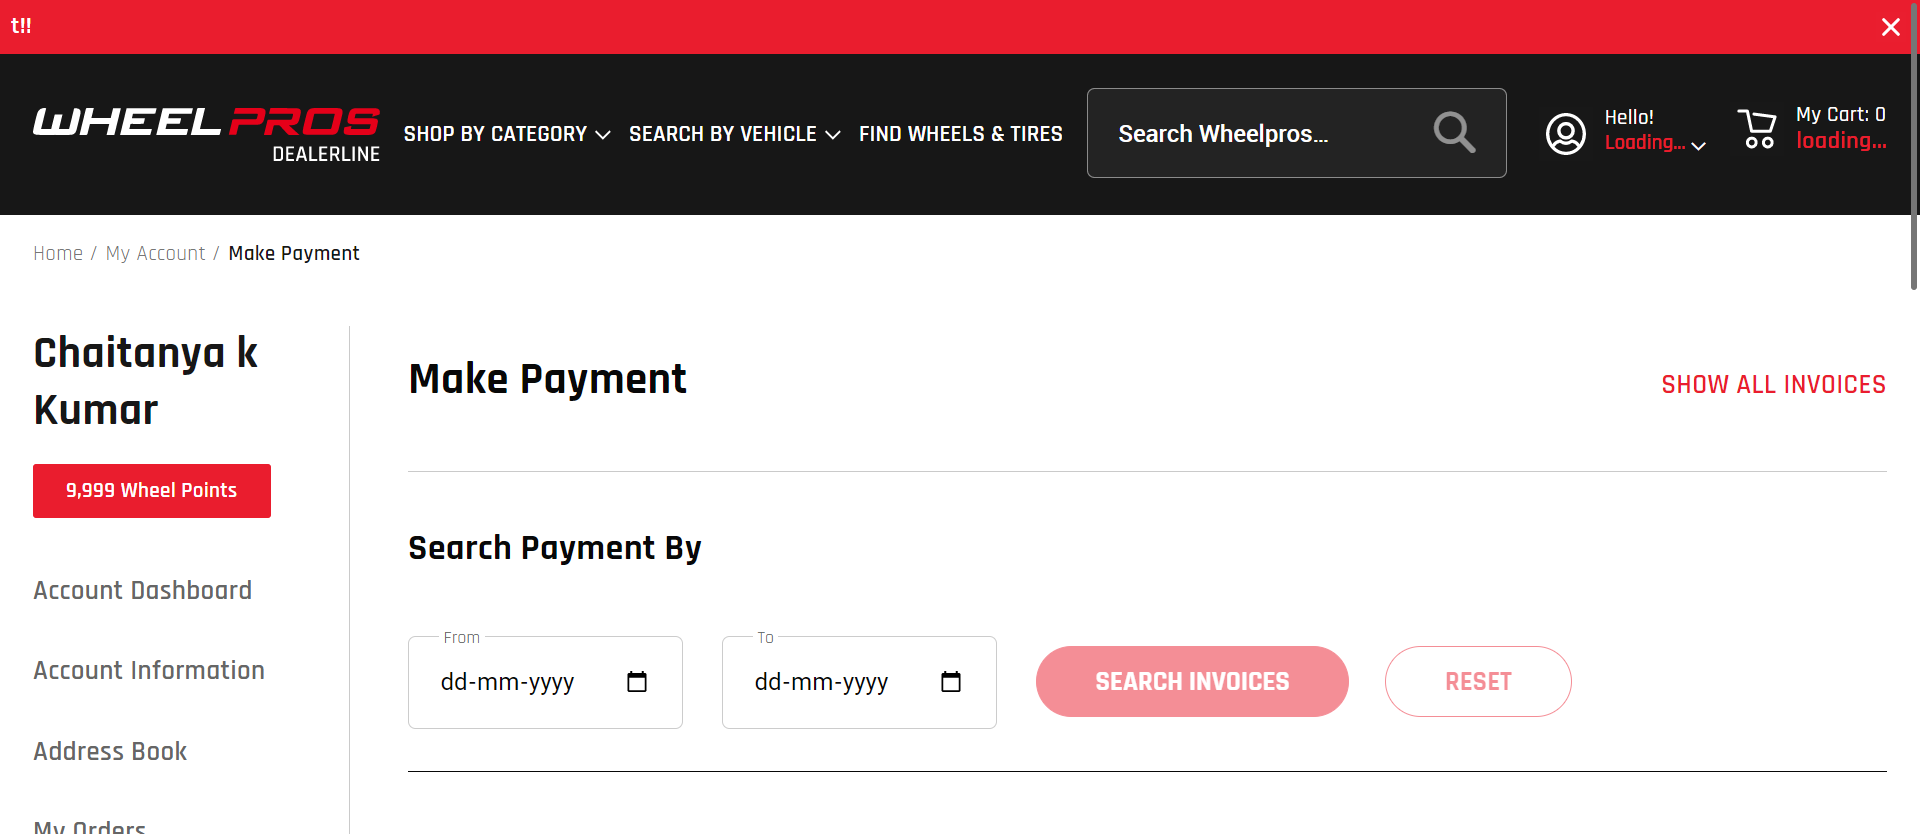 t!!
WHEEL PROS
DEALERLINE
SHOP BY CATEGORY
SEARCH BY VEHICLE
FIND WHEELS & TIRES
Search Wheelpros...
Hello!
Loading...
My Cart: 0
loading...
Home / My Account / Make Payment
Chaitanya k
Kumar
9,999 Wheel Points
Account Dashboard
Account Information
Address Book
My Orders
Make Payment
SHOW ALL INVOICES
Search Payment By
From
dd-mm-yyyy
To
dd-mm-yyyy
SEARCH INVOICES
RESET